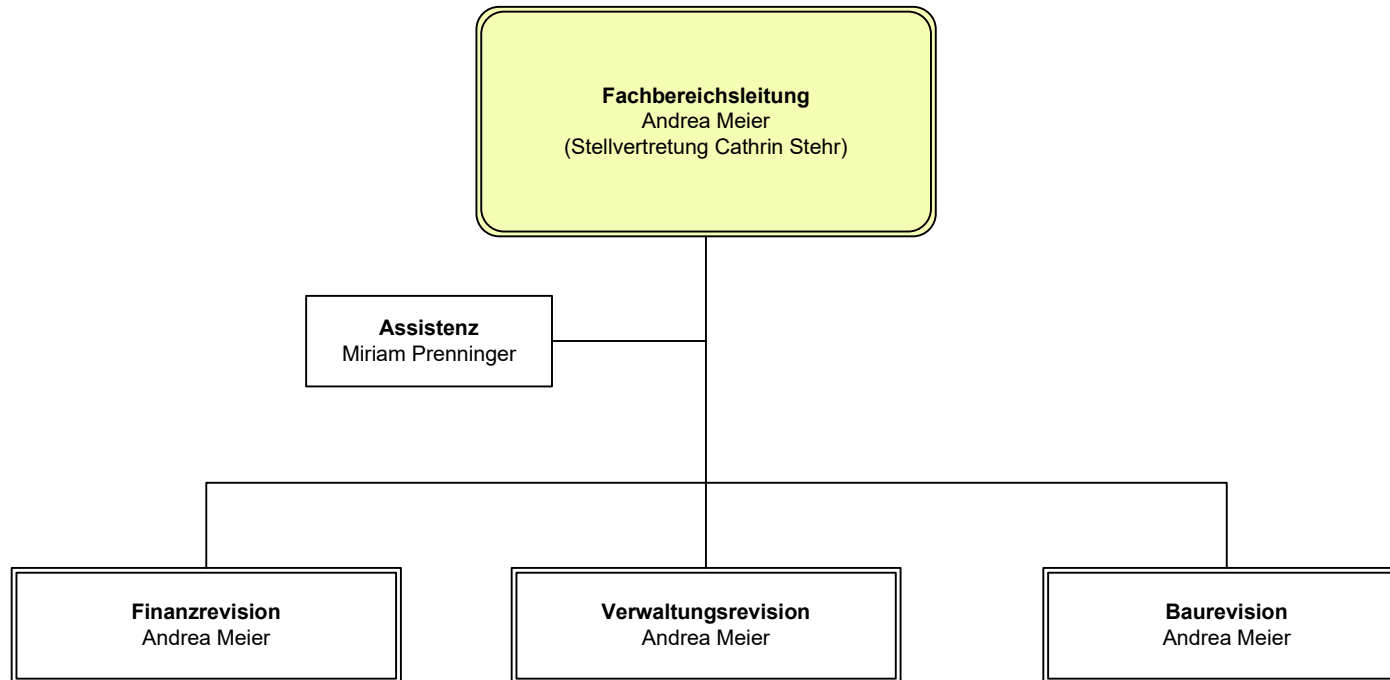 Fachbereichsleitung
Andrea Meier
(Stellvertretung Cathrin Stehr)
Assistenz
Miriam Prenninger
Finanzrevision
Andrea Meier
Verwaltungsrevision
Andrea Meier
Baurevision
Andrea Meier